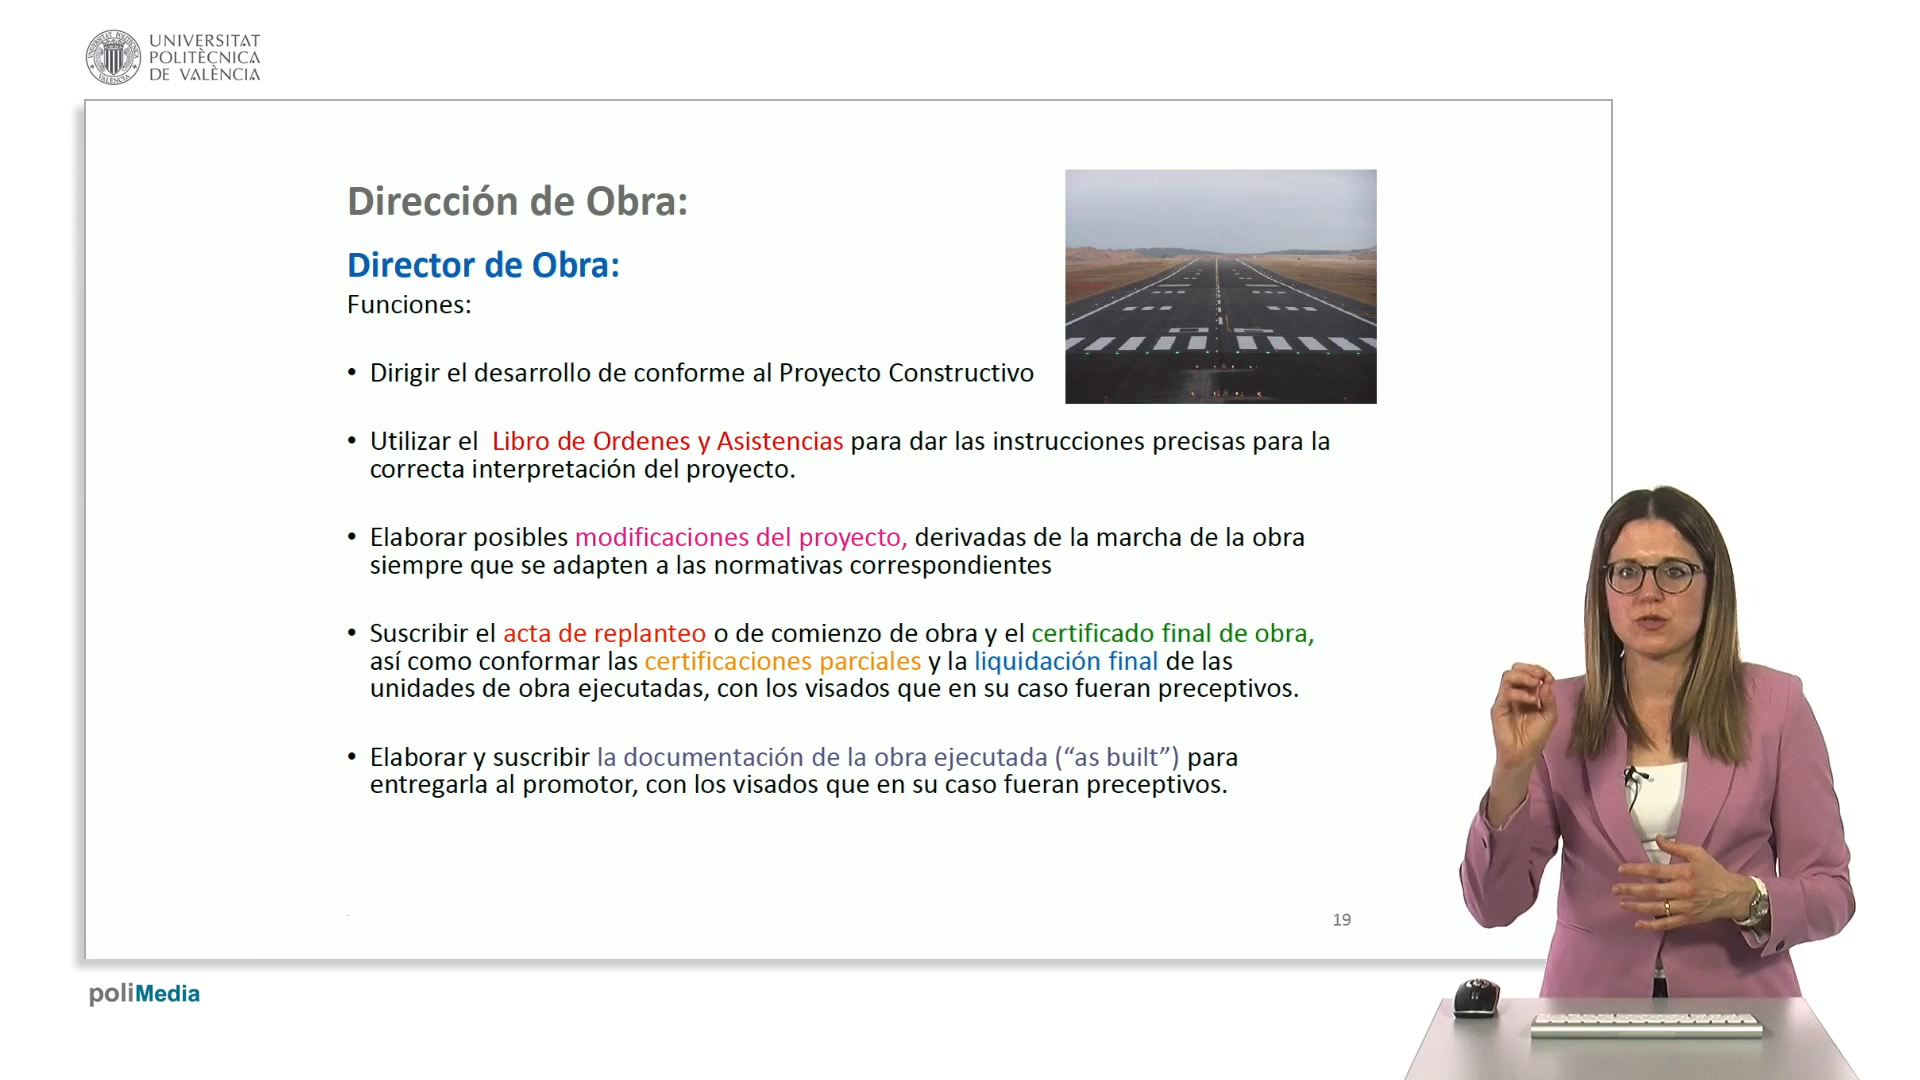 UNIVERSITAT
POLITÈCNICA
DE VALÈNCIA
Dirección de Obra:
Director de Obra:
Funciones:
• Dirigir el desarrollo de conforme al Proyecto Constructivo
• Utilizar el Libro de Ordenes y Asistencias para dar las instrucciones precisas para la
correcta interpretación del proyecto.
• Elaborar posibles modificaciones del proyecto, derivadas de la marcha de la obra
siempre que se adapten a las normativas correspondientes
• Suscribir el acta de replanteo o de comienzo de obra y el certificado final de obra,
así como conformar las certificaciones parciales y la liquidación final de las
unidades de obra ejecutadas, con los visados que en su caso fueran preceptivos.
• Elaborar y suscribir la documentación de la obra ejecutada (“as built”) para
entregarla al promotor, con los visados que en su caso fueran preceptivos.
19
poliMedia